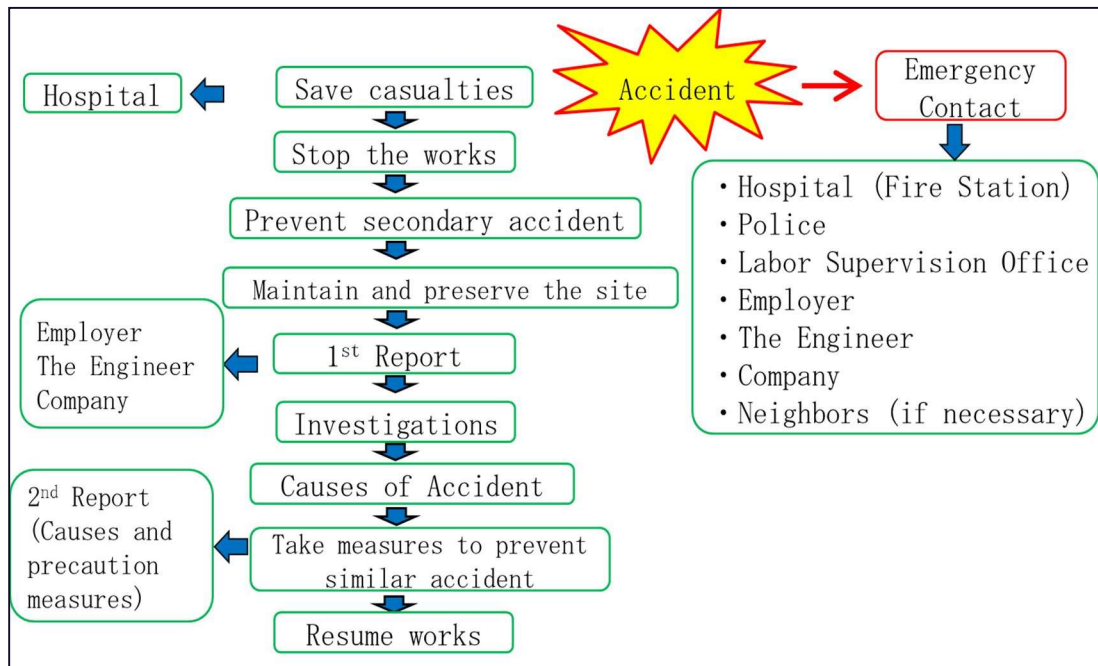 Hospital
Save casualties
Accident
Emergency
Contact
Stop the works
Prevent secondary accident
Maintain and preserve the site
1st Report
Employer
The Engineer
Company
Investigations
Causes of Accident
2nd Report
(Causes and
precaution
measures)
Take measures to prevent
similar accident
Resume works
・Hospital (Fire Station)
・Police
・Labor Supervision Office
・Employer
・The Engineer
・Company
・Neighbors (if necessary)